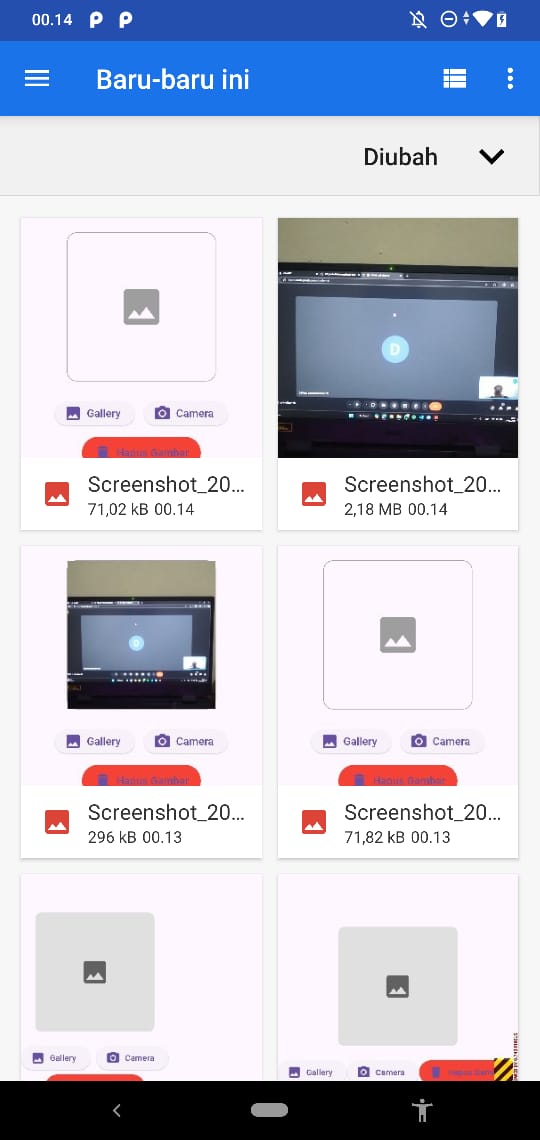 00.14
Baru-baru ini
Diubah
Gallery
Camera
Hapus Gambar
D
Screenshot_20...
71,02 kB 00.14
Screenshot_20...
2,18 MB 00.14
D
Gallery
Camera
Hapus Gambar
Gallery
Camera
Hapus Gambar
Screenshot_20...
296 kB 00.13
Screenshot_20...
71,82 kB 00.13
Gallery
Camera
Gallery
Camera